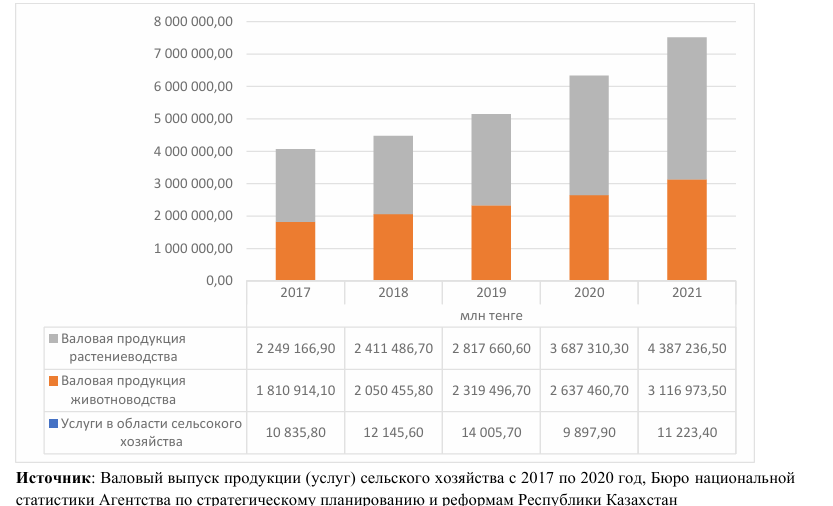 8 000 000,00
7 000 000,00
6 000 000,00
5 000 000,00
4 000 000,00
3 000 000,00
2 000 000,00
1 000 000,00
0,00
2017 2018 2019 2020 2021
млн тенге
Валовая продукция
растениеводства
2 249 166,90 2 411 486,70 2 817 660,60 3 687 310,30 4 387 236,50
Валовая продукция
животноводства
1 810 914,10 2 050 455,80 2 319 496,70 2 637 460,70 3 116 973,50
Услуги в области сельсокого
хозяйства
10 835,80 12 145,60 14 005,70 9 897,90 11 223,40
Источник: Валовый выпуск продукции (услуг) сельского хозяйства с 2017 по 2020 год, Бюро национальной
статистики Агентства по стратегическому планированию и реформам Республики Казахстан